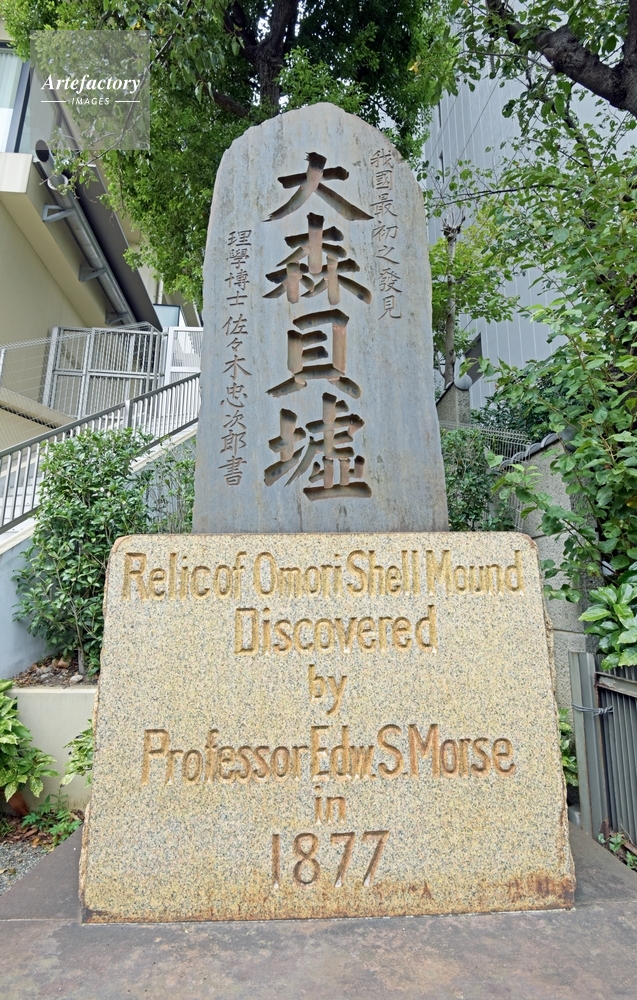 Artefactory
IMAGES
我國最初之發見
大森貝墟
理學博士 佐々木忠次郎書
Relic of Omori Shell Mound
Discovered
by
Professor Edw. S. Morse
in
1877